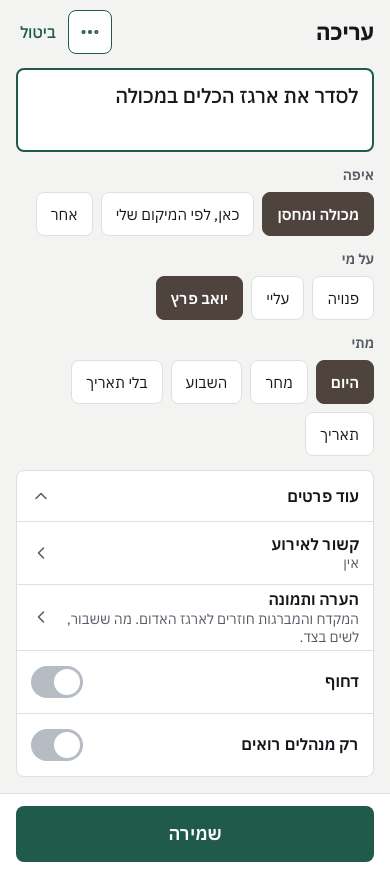 עריכה
ביטול
לסדר את ארגז הכלים במכולה
איפה
מכולה ומחסן
כאן, לפי המיקום שלי
אחר
על מי
פנויה
עליי
יואב פרץ
מתי
היום
מחר
השבוע
בלי תאריך
תאריך
עוד פרטים
קשור לאירוע
אין
הערה ותמונה
המקדח והמברגות חוזרים לארגז האדום. מה ששבור,
לשים בצד.
דחוף
רק מנהלים רואים
שמירה